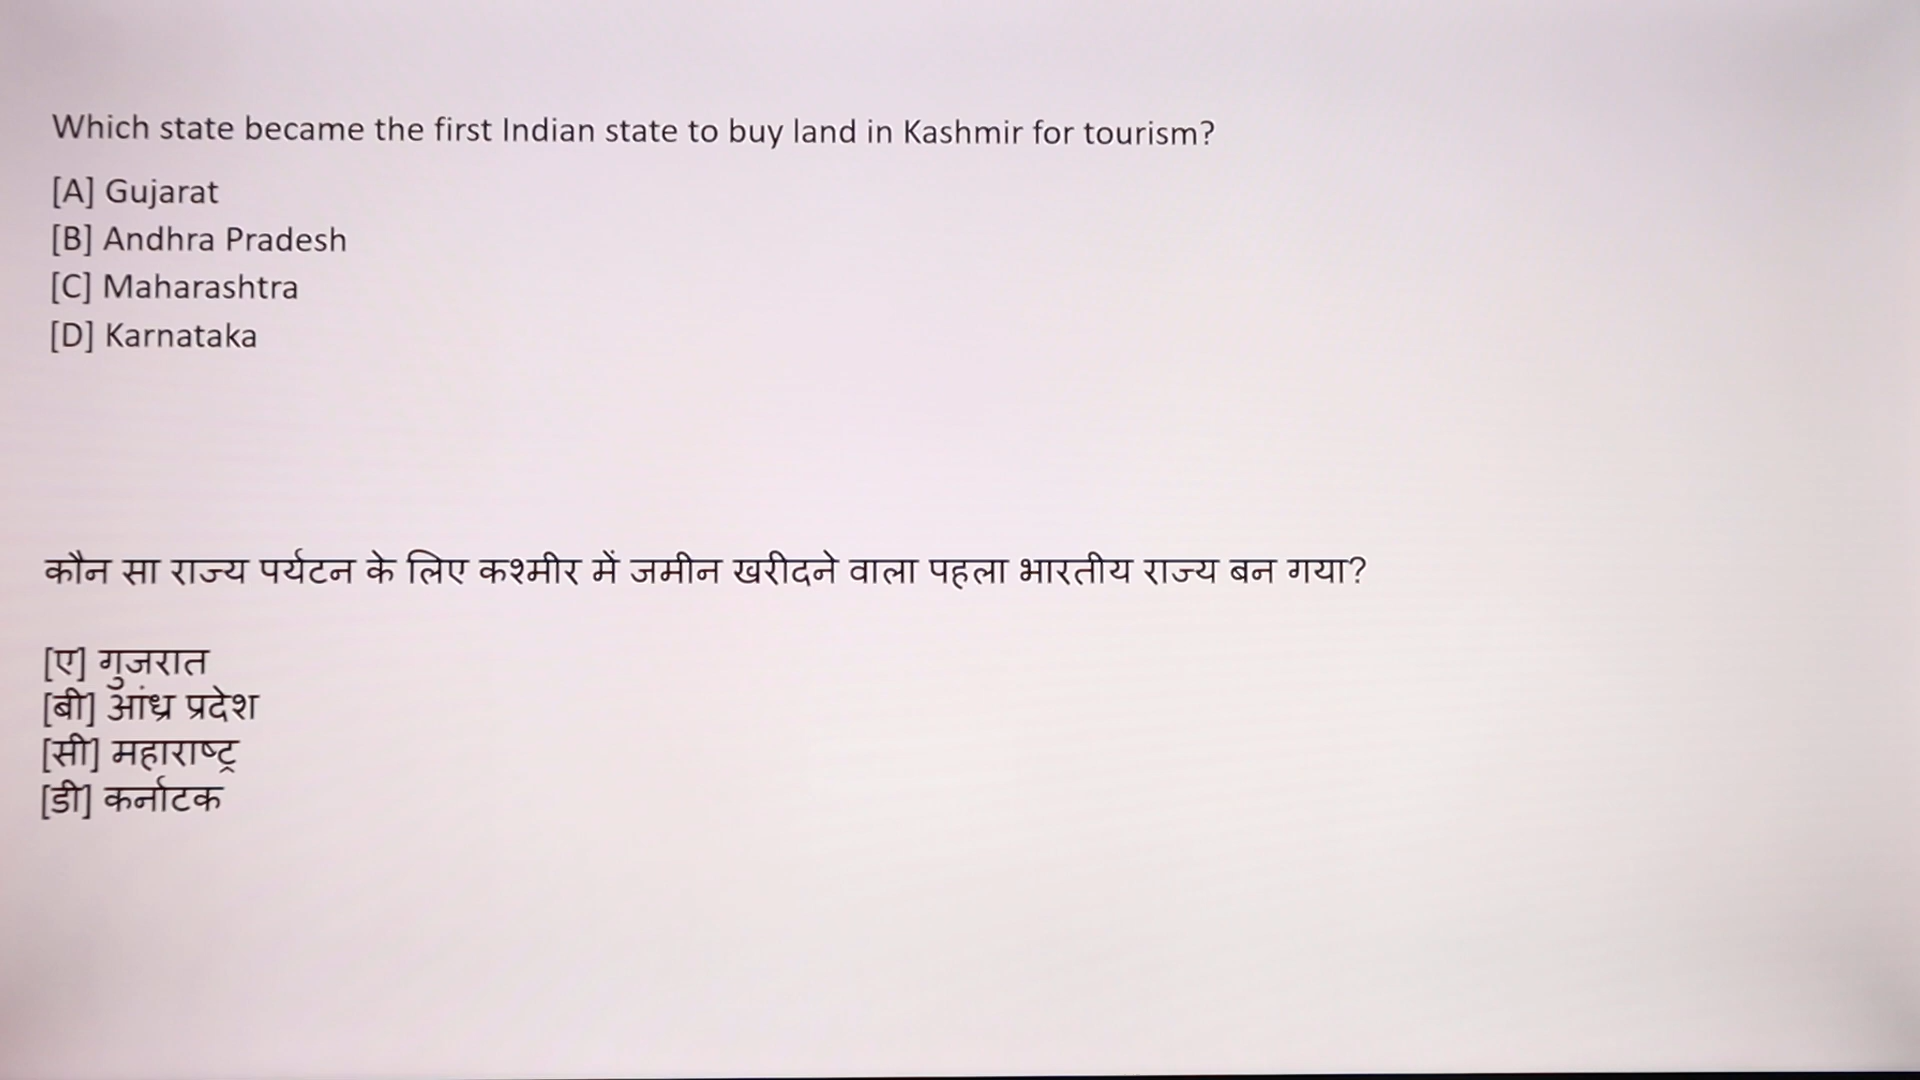 Which state became the first Indian state to buy land in Kashmir for tourism?
[A] Gujarat
[B] Andhra Pradesh
[C] Maharashtra
[D] Karnataka
कौन सा राज्य पर्यटन के लिए कश्मीर में जमीन खरीदने वाला पहला भारतीय राज्य बन गया?
[ए] गुजरात
[बी] आंध्र प्रदेश
[सी] महाराष्ट्र
[डी] कर्नाटक